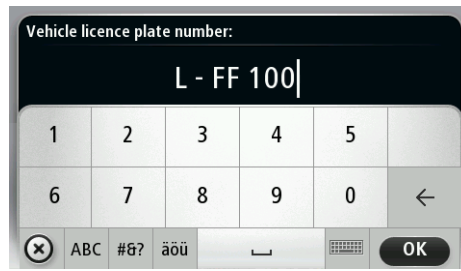 Vehicle licence plate number:
L - FF 100
1 2 3 4 5
6 7 8 9 0 ←
ABC #&? äöü OK